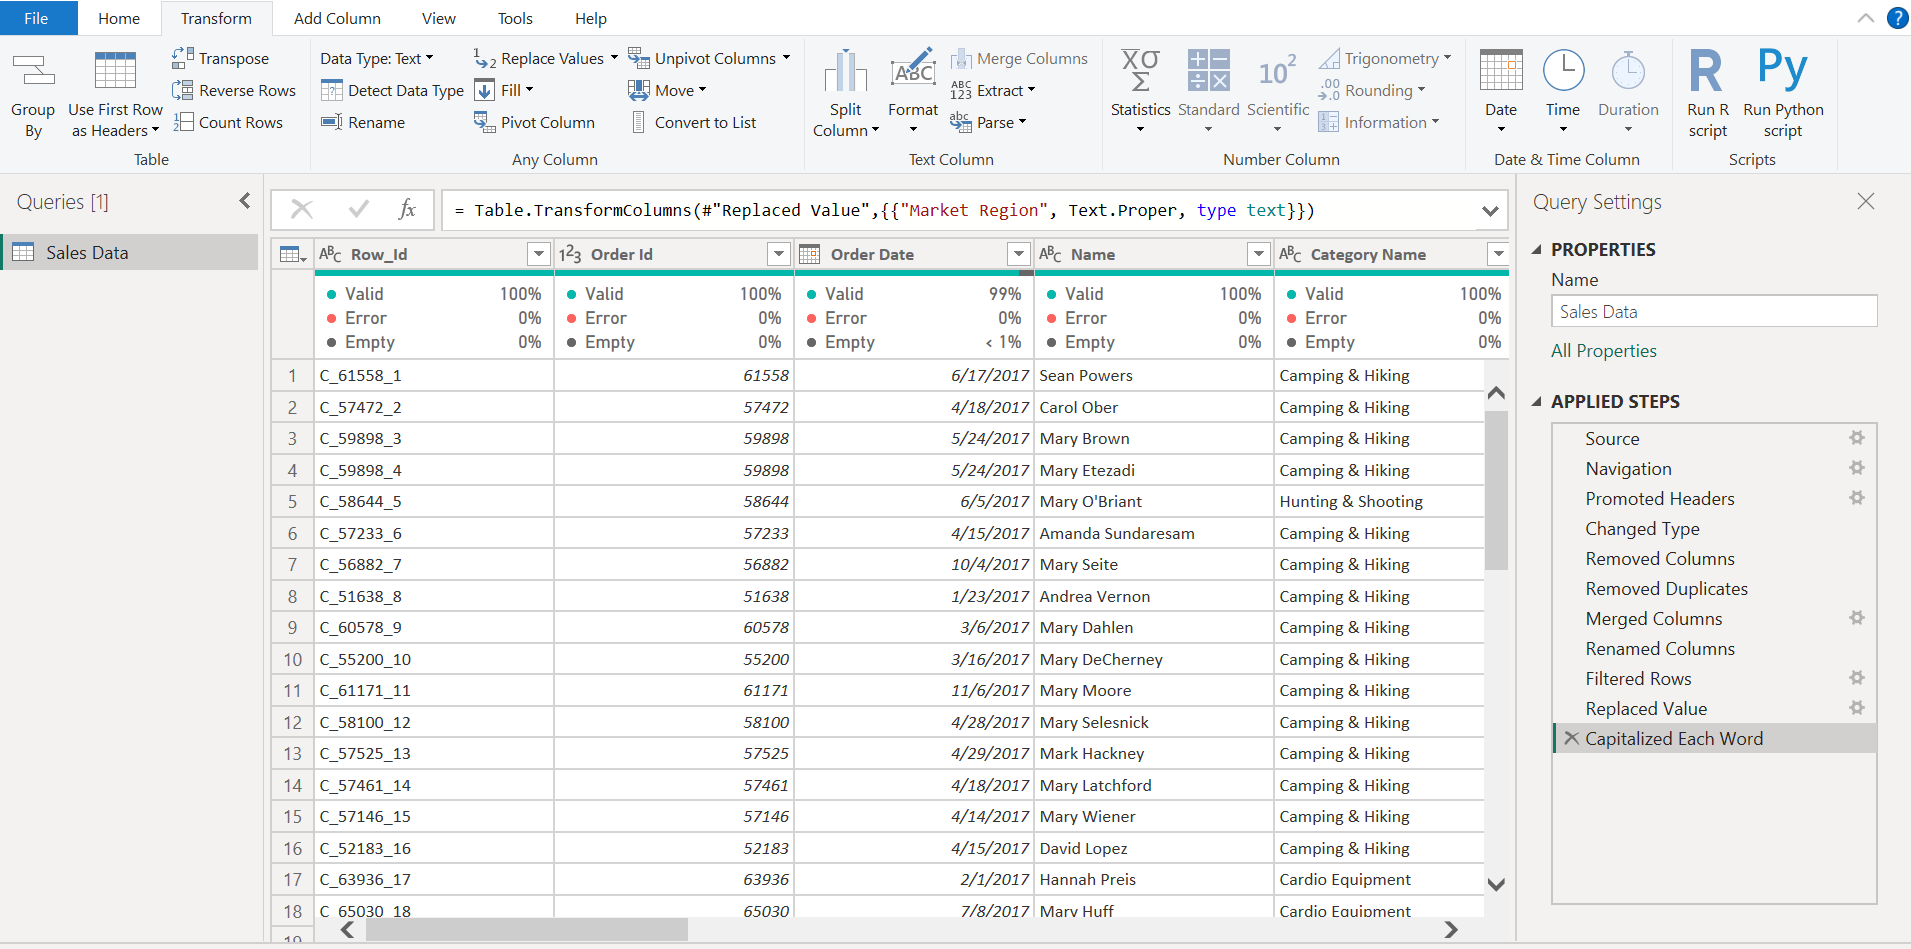 File Home Transform Add Column View Tools Help ?
Group By
Use First Row as Headers
Transpose
Reverse Rows
Count Rows
Table
Data Type: Text
Detect Data Type
Rename
1 2 Replace Values
Fill
Pivot Column
Unpivot Columns
Move
Convert to List
Any Column
Split Column
ABC
Format
Merge Columns
ABC 123 Extract
abc Parse
Text Column
XσΣ
Statistics
Standard
10²
Scientific
Trigonometry
.00 .0 Rounding
Information
Number Column
Date
Time
Duration
Date & Time Column
R
Run R script
Py
Run Python script
Scripts
Queries [1]
Sales Data
fx
= Table.TransformColumns(#"Replaced Value",{{"Market Region", Text.Proper, type text}})
ABC Row_Id 123 Order Id Order Date ABC Name ABC Category Name
Valid 100% Valid 100% Valid 99% Valid 100% Valid 100%
Error 0% Error 0% Error 0% Error 0% Error 0%
Empty 0% Empty 0% Empty < 1% Empty 0% Empty 0%
1 C_61558_1 61558 6/17/2017 Sean Powers Camping & Hiking
2 C_57472_2 57472 4/18/2017 Carol Ober Camping & Hiking
3 C_59898_3 59898 5/24/2017 Mary Brown Camping & Hiking
4 C_59898_4 59898 5/24/2017 Mary Etezadi Camping & Hiking
5 C_58644_5 58644 6/5/2017 Mary O'Briant Hunting & Shooting
6 C_57233_6 57233 4/15/2017 Amanda Sundaresam Camping & Hiking
7 C_56882_7 56882 10/4/2017 Mary Seite Camping & Hiking
8 C_51638_8 51638 1/23/2017 Andrea Vernon Camping & Hiking
9 C_60578_9 60578 3/6/2017 Mary Dahlen Camping & Hiking
10 C_55200_10 55200 3/16/2017 Mary DeCherney Camping & Hiking
11 C_61171_11 61171 11/6/2017 Mary Moore Camping & Hiking
12 C_58100_12 58100 4/28/2017 Mary Selesnick Camping & Hiking
13 C_57525_13 57525 4/29/2017 Mark Hackney Camping & Hiking
14 C_57461_14 57461 4/18/2017 Mary Latchford Camping & Hiking
15 C_57146_15 57146 4/14/2017 Mary Wiener Camping & Hiking
16 C_52183_16 52183 4/15/2017 David Lopez Camping & Hiking
17 C_63936_17 63936 2/1/2017 Hannah Preis Cardio Equipment
18 C_65030_18 65030 7/8/2017 Mary Huff Cardio Equipment
19
Query Settings
PROPERTIES
Name
Sales Data
All Properties
APPLIED STEPS
Source
Navigation
Promoted Headers
Changed Type
Removed Columns
Removed Duplicates
Merged Columns
Renamed Columns
Filtered Rows
Replaced Value
Capitalized Each Word